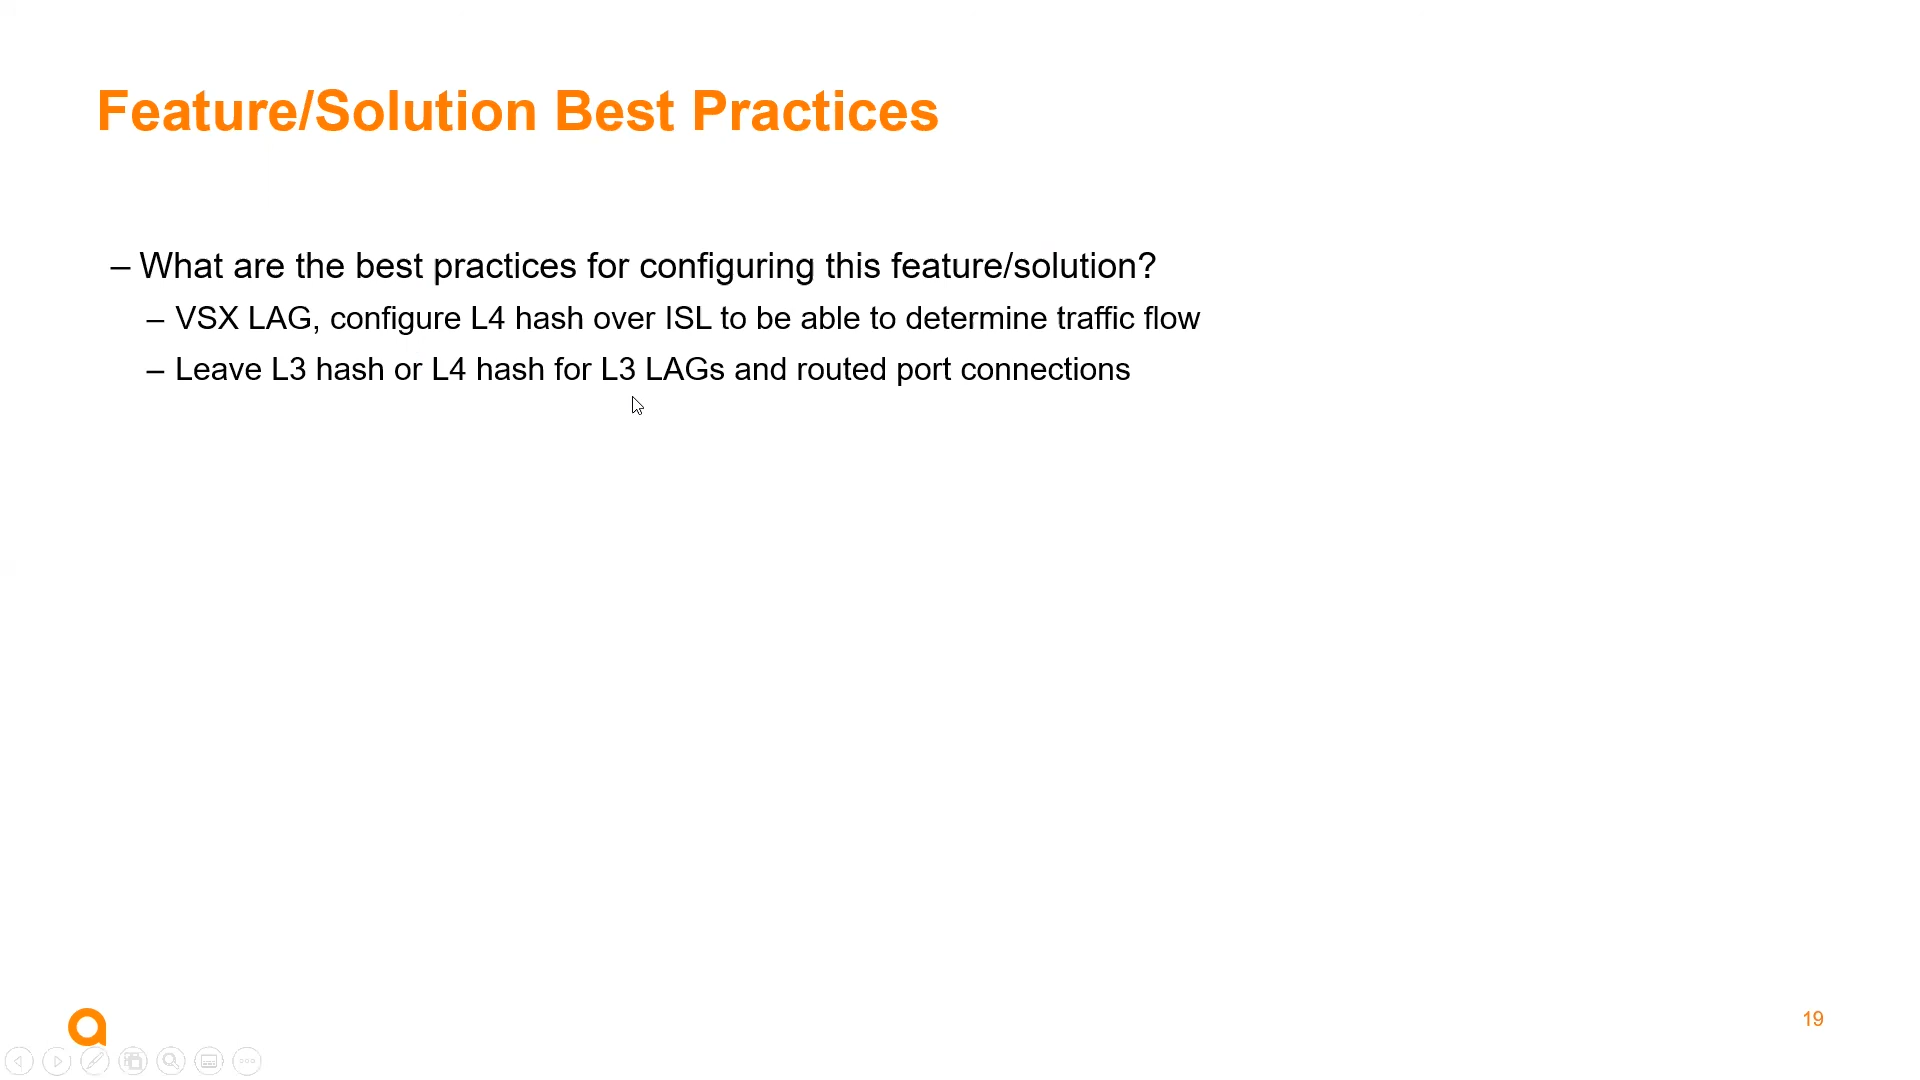 Feature/Solution Best Practices
– What are the best practices for configuring this feature/solution?
– VSX LAG, configure L4 hash over ISL to be able to determine traffic flow
– Leave L3 hash or L4 hash for L3 LAGs and routed port connections
19